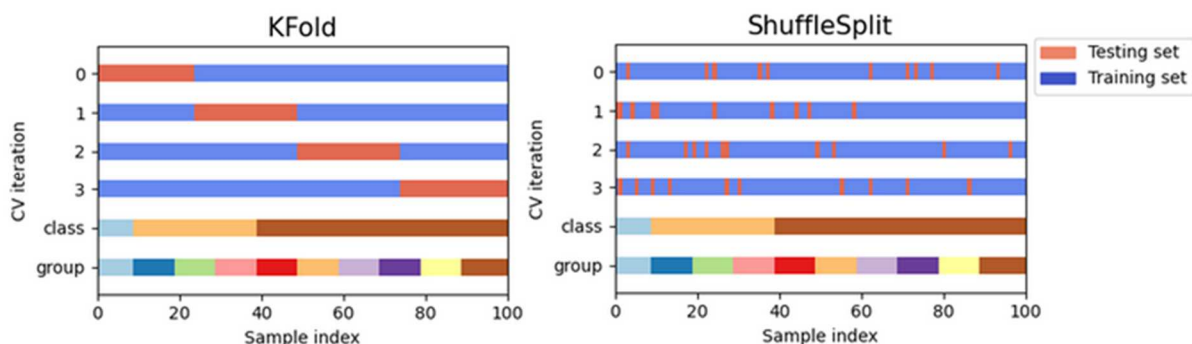 KFold
CV iteration
0
1
2
3
class
group
0 20 40 60 80 100
Sample index
ShuffleSplit
CV iteration
0
1
2
3
class
group
0 20 40 60 80 100
Sample index
Testing set
Training set